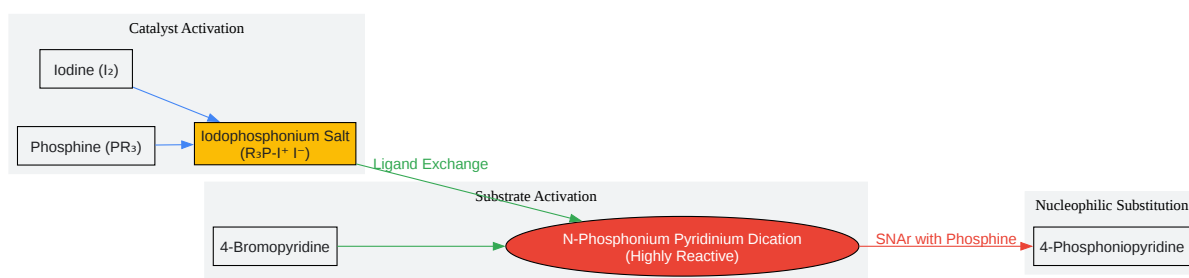 Catalyst Activation
Iodine (I₂)
Phosphine (PR₃)
Iodophosphonium Salt
(R₃P-I⁺ I⁻)
Ligand Exchange
Substrate Activation
4-Bromopyridine
N-Phosphonium Pyridinium Dication
(Highly Reactive)
SNAr with Phosphine
Nucleophilic Substitution
4-Phosphoniopyridine